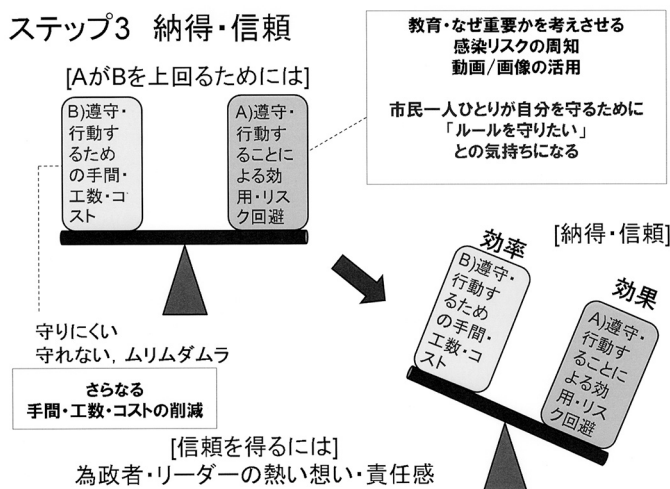 ステップ3 納得・信頼
[AがBを上回るためには]
B)遵守・
行動す
るため
の手間・
工数・コ
スト
A)遵守・
行動す
ることに
よる効
用・リス
ク回避
教育・なぜ重要かを考えさせる
感染リスクの周知
動画/画像の活用
市民一人ひとりが自分を守るために
「ルールを守りたい」
との気持ちになる
守りにくい
守れない, ムリムダムラ
さらなる
手間・工数・コストの削減
[納得・信頼]
効率
B)遵守・
行動す
るため
の手間・
工数・コ
スト
効果
A)遵守・
行動す
ることに
よる効
用・リス
ク回避
[信頼を得るには]
為政者・リーダーの熱い想い・責任感